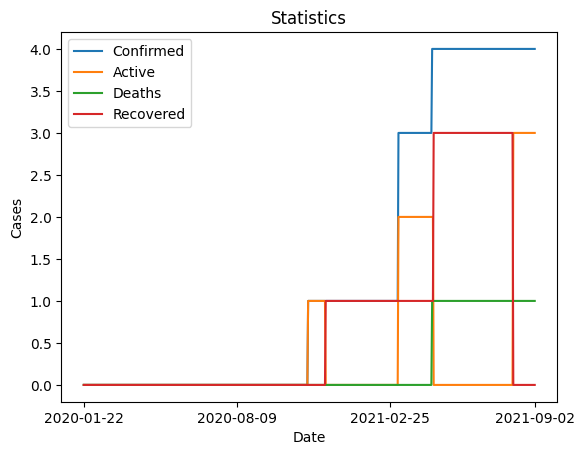 Statistics
Confirmed
Active
Deaths
Recovered
4.0
3.5
3.0
2.5
2.0
1.5
1.0
0.5
0.0
Cases
2020-01-22
2020-08-09
2021-02-25
2021-09-02
Date